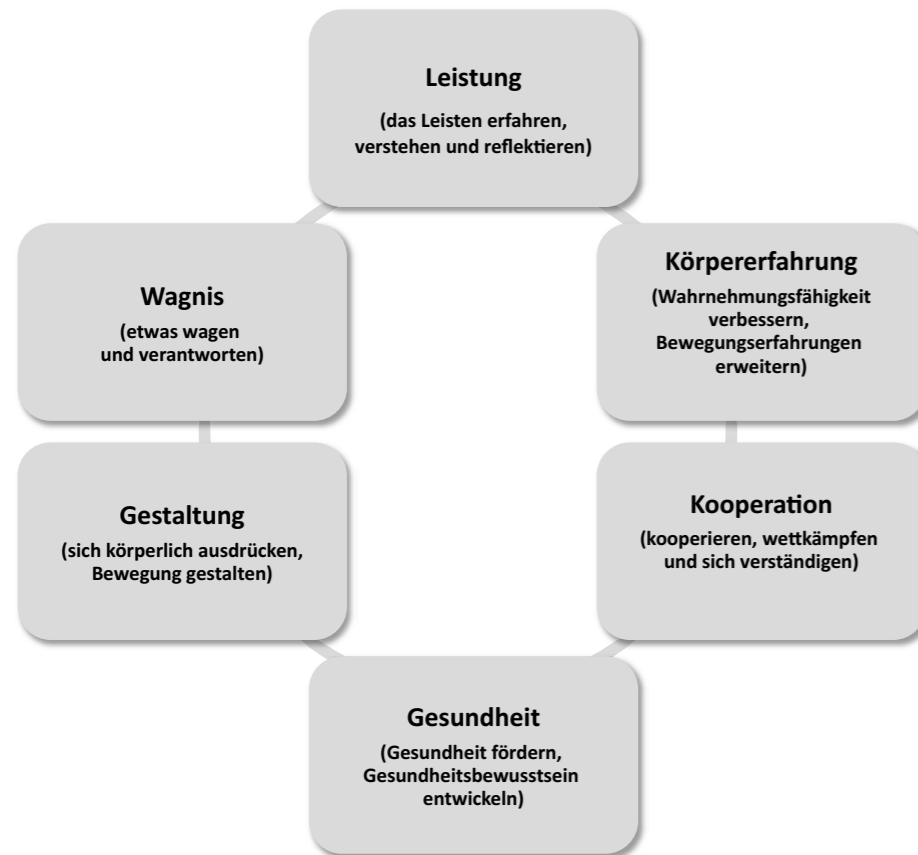 Leistung
(das Leisten erfahren,
verstehen und reflektieren)
Wagnis
(etwas wagen
und verantworten)
Körpererfahrung
(Wahrnehmungsfähigkeit
verbessern,
Bewegungserfahrungen
erweitern)
Gestaltung
(sich körperlich ausdrücken,
Bewegung gestalten)
Kooperation
(kooperieren, wettkämpfen
und sich verständigen)
Gesundheit
(Gesundheit fördern,
Gesundheitsbewusstsein
entwickeln)